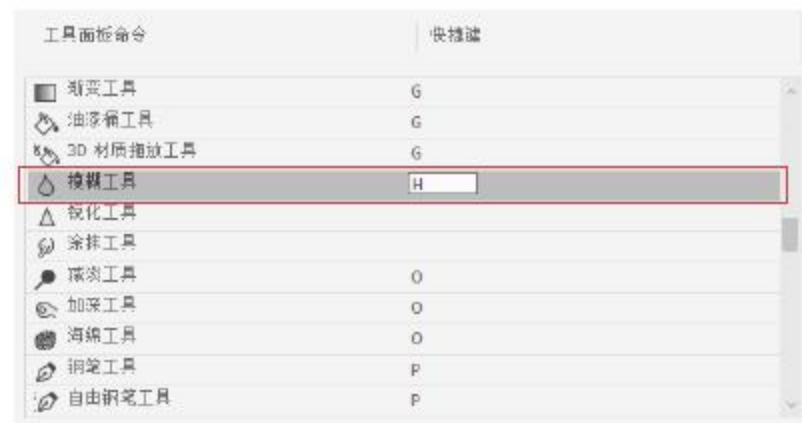 工具面板命令 快捷键
渐变工具 G
油漆桶工具 G
3D 材质拖放工具 G
模糊工具 H
锐化工具
涂抹工具
减淡工具 O
加深工具 O
海绵工具 O
钢笔工具 P
自由钢笔工具 P